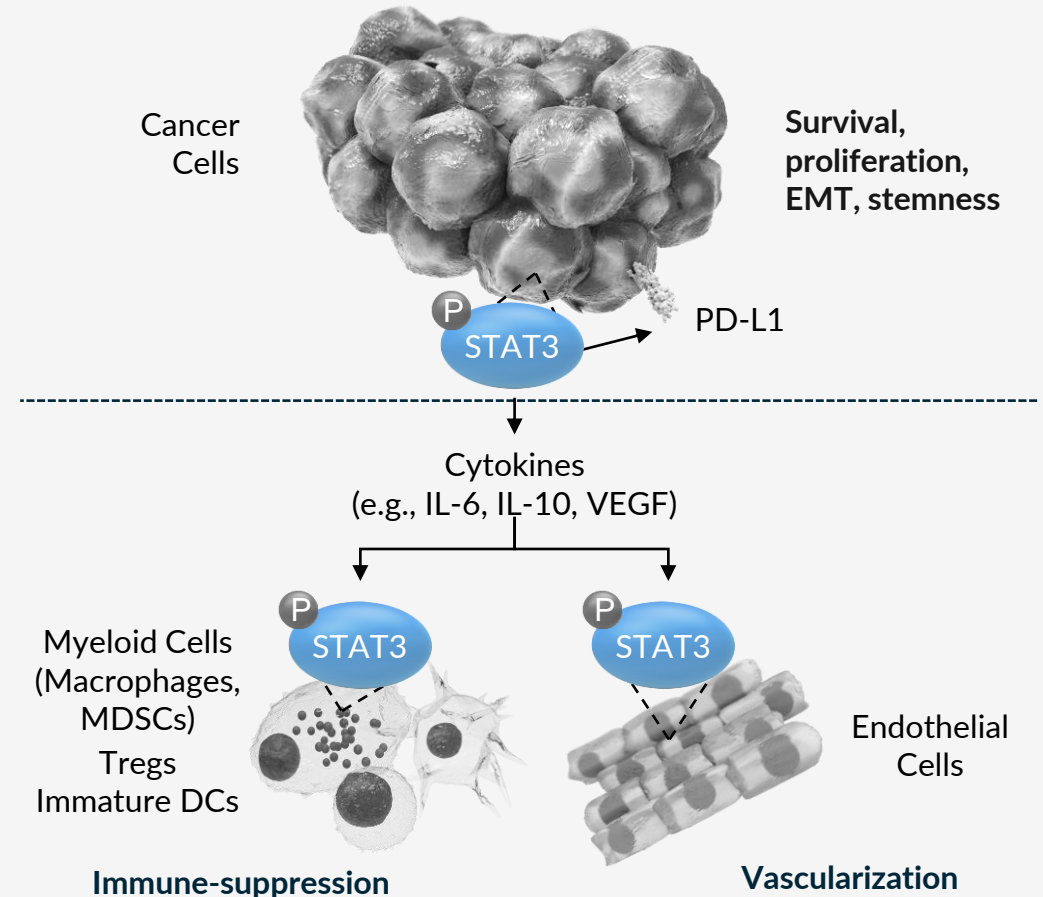 Cancer
Cells
Survival,
proliferation,
EMT, stemness
P
STAT3
PD-L1
Cytokines
(e.g., IL-6, IL-10, VEGF)
P
STAT3
P
STAT3
Myeloid Cells
(Macrophages,
MDSCs)
Tregs
Immature DCs
Endothelial
Cells
Immune-suppression
Vascularization